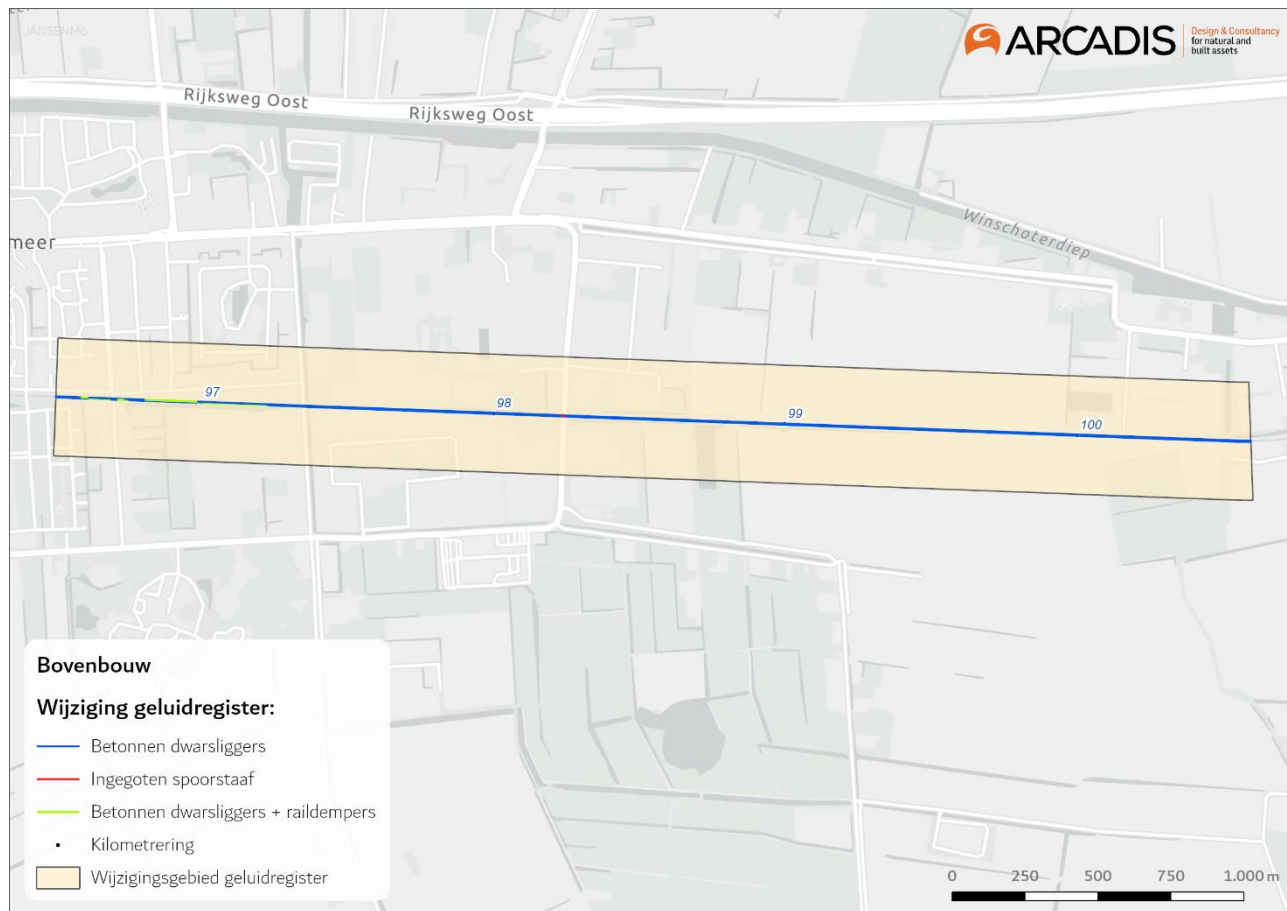 JANSENM6
ARCADIS
Design & Consultancy
for natural and
built assets
Rijksweg Oost
Rijksweg Oost
Winschoterdiep
meer
97
98
99
100
Bovenbouw
Wijziging geluidregister:
Betonnen dwarsliggers
Ingegoten spoorstaaf
Betonnen dwarsliggers + raildempers
Kilometrering
Wijzigingsgebied geluidregister
0 250 500 750 1.000 m